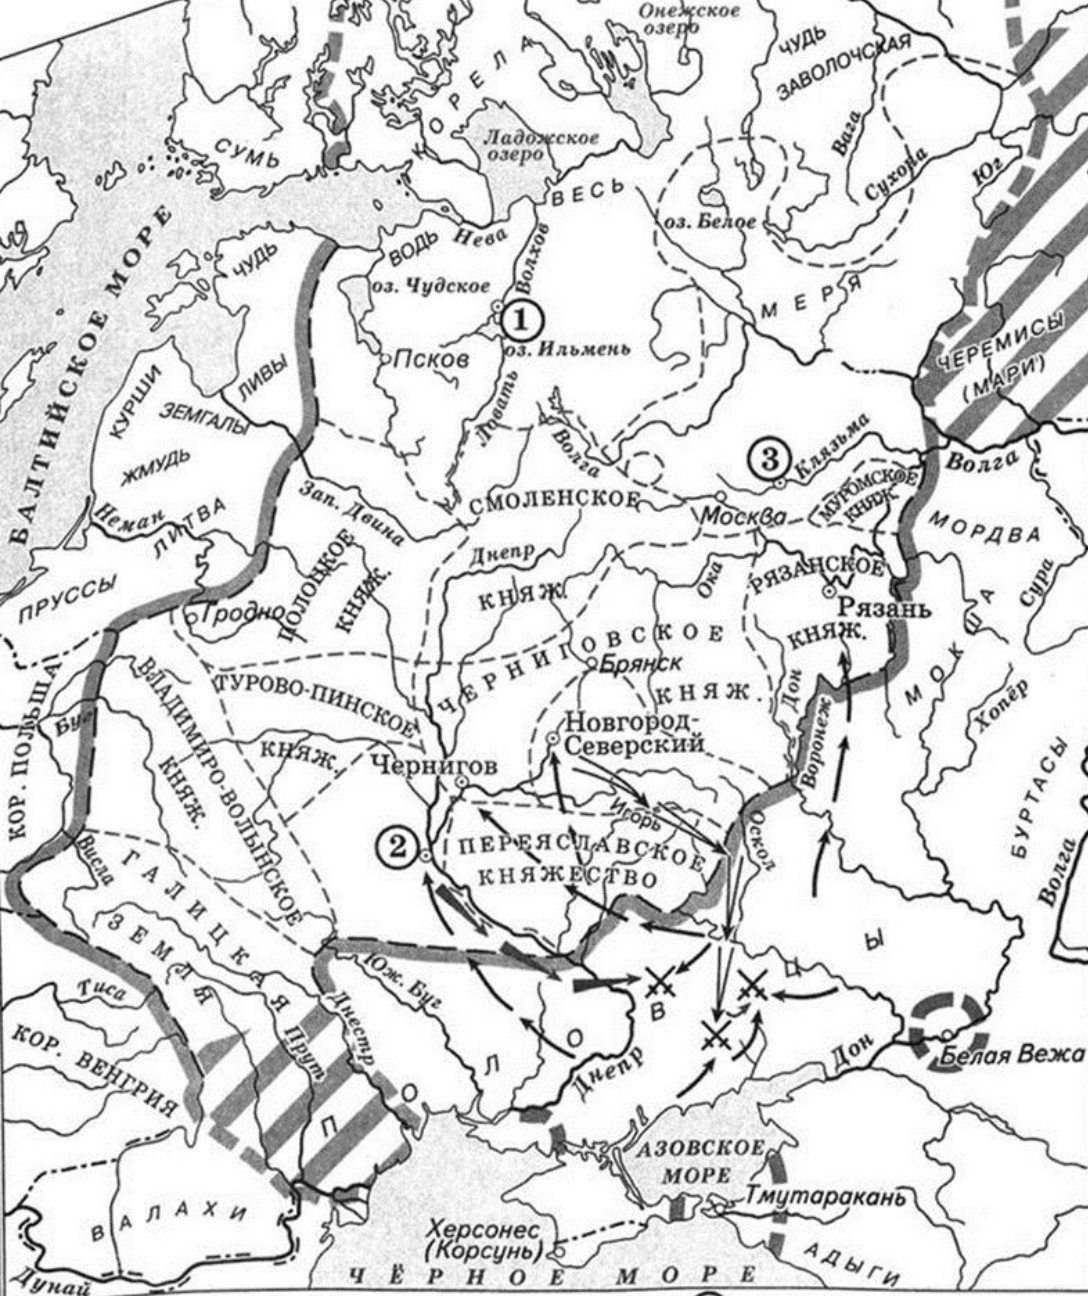 Онежское
озеро
ЧУДЬ
ЗАВОЛОЧСКАЯ
КОРЕЛА
Ладожское
озеро
СУМЬ
Вага
Сухона
Юг
ВЕСЬ
оз. Белое
БАЛТИЙСКОЕ МОРЕ
ЧУДЬ
ВОДЬ
Нева
Волхов
оз. Чудское
1
МЕРЯ
оз. Ильмень
Псков
ЧЕРЕМИСЫ
(МАРИ)
ЛИВЫ
КУРШИ
ЗЕМГАЛЫ
Ловать
Волга
3
Клязьма
Волга
ЖМУДЬ
Зап. Двина
СМОЛЕНСКОЕ
КНЯЖ.
Москва
МУРОМСКОЕ
КНЯЖ.
МОРДВА
Неман
ЛИТВА
Днепр
Ока
РЯЗАНСКОЕ
КНЯЖ.
Сура
ПРУССЫ
Гродно
ПОЛОЦКОЕ
КНЯЖ.
Рязань
МОКША
ЧЕРНИГОВСКОЕ
КНЯЖ.
Брянск
КОР. ПОЛЬША
Буг
ВЛАДИМИРО-ВОЛЫНСКОЕ
КНЯЖ.
ТУРОВО-ПИНСКОЕ
КНЯЖ.
Дон
Воронеж
Хопёр
Новгород-
Северский
Чернигов
БУРТАСЫ
Игорь
Оскол
2
ПЕРЕЯСЛАВСКОЕ
КНЯЖЕСТВО
Висла
ГАЛИЦКАЯ
ЗЕМЛЯ
Волга
Тиса
Юж. Буг
Днестр
Прут
ПОЛОВЦЫ
КОР. ВЕНГРИЯ
Днепр
Дон
Белая Вежа
АЗОВСКОЕ
МОРЕ
Тмутаракань
ВАЛАХИ
Херсонес
(Корсунь)
АДЫГИ
Дунай
ЧЁРНОЕ МОРЕ